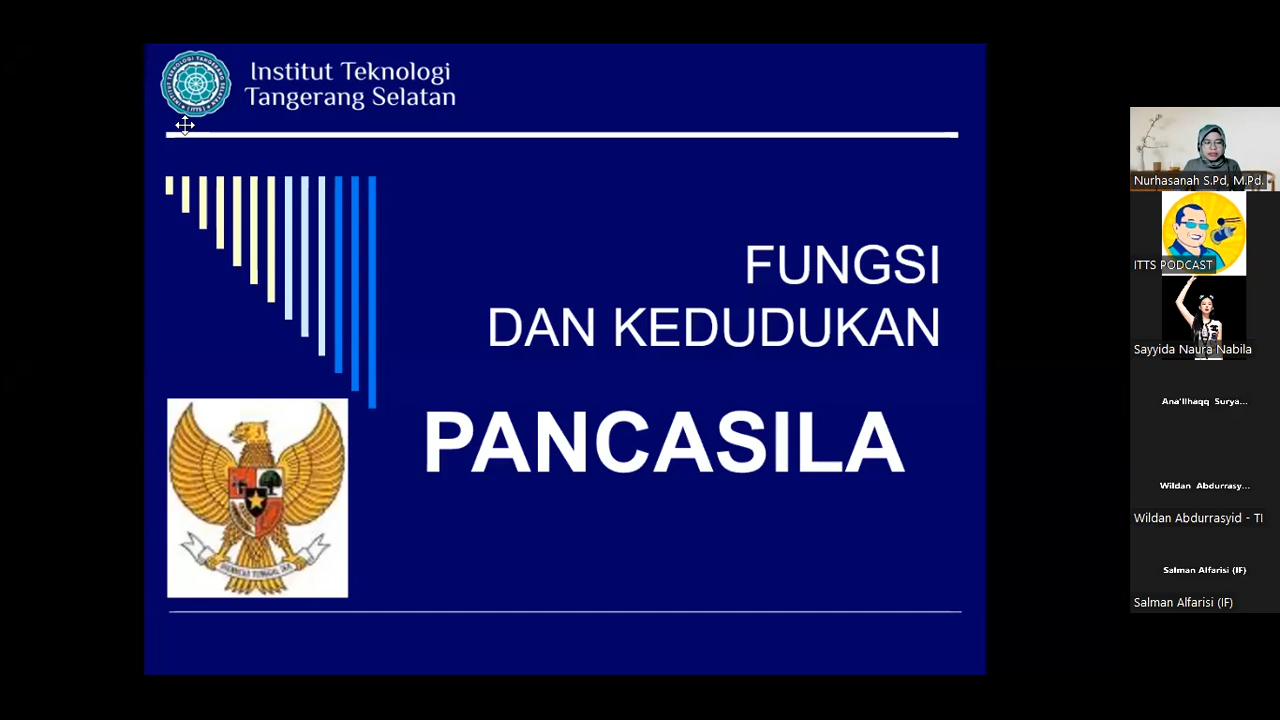 Institut Teknologi
Tangerang Selatan
FUNGSI
DAN KEDUDUKAN
PANCASILA
Nurhasanah S.Pd, M.Pd.
ITTS PODCAST
Sayyida Naura Nabila
Ana'llhaqq Surya...
Wildan Abdurrasy...
Wildan Abdurrasyid - TI
Salman Alfarisi (IF)
Salman Alfarisi (IF)